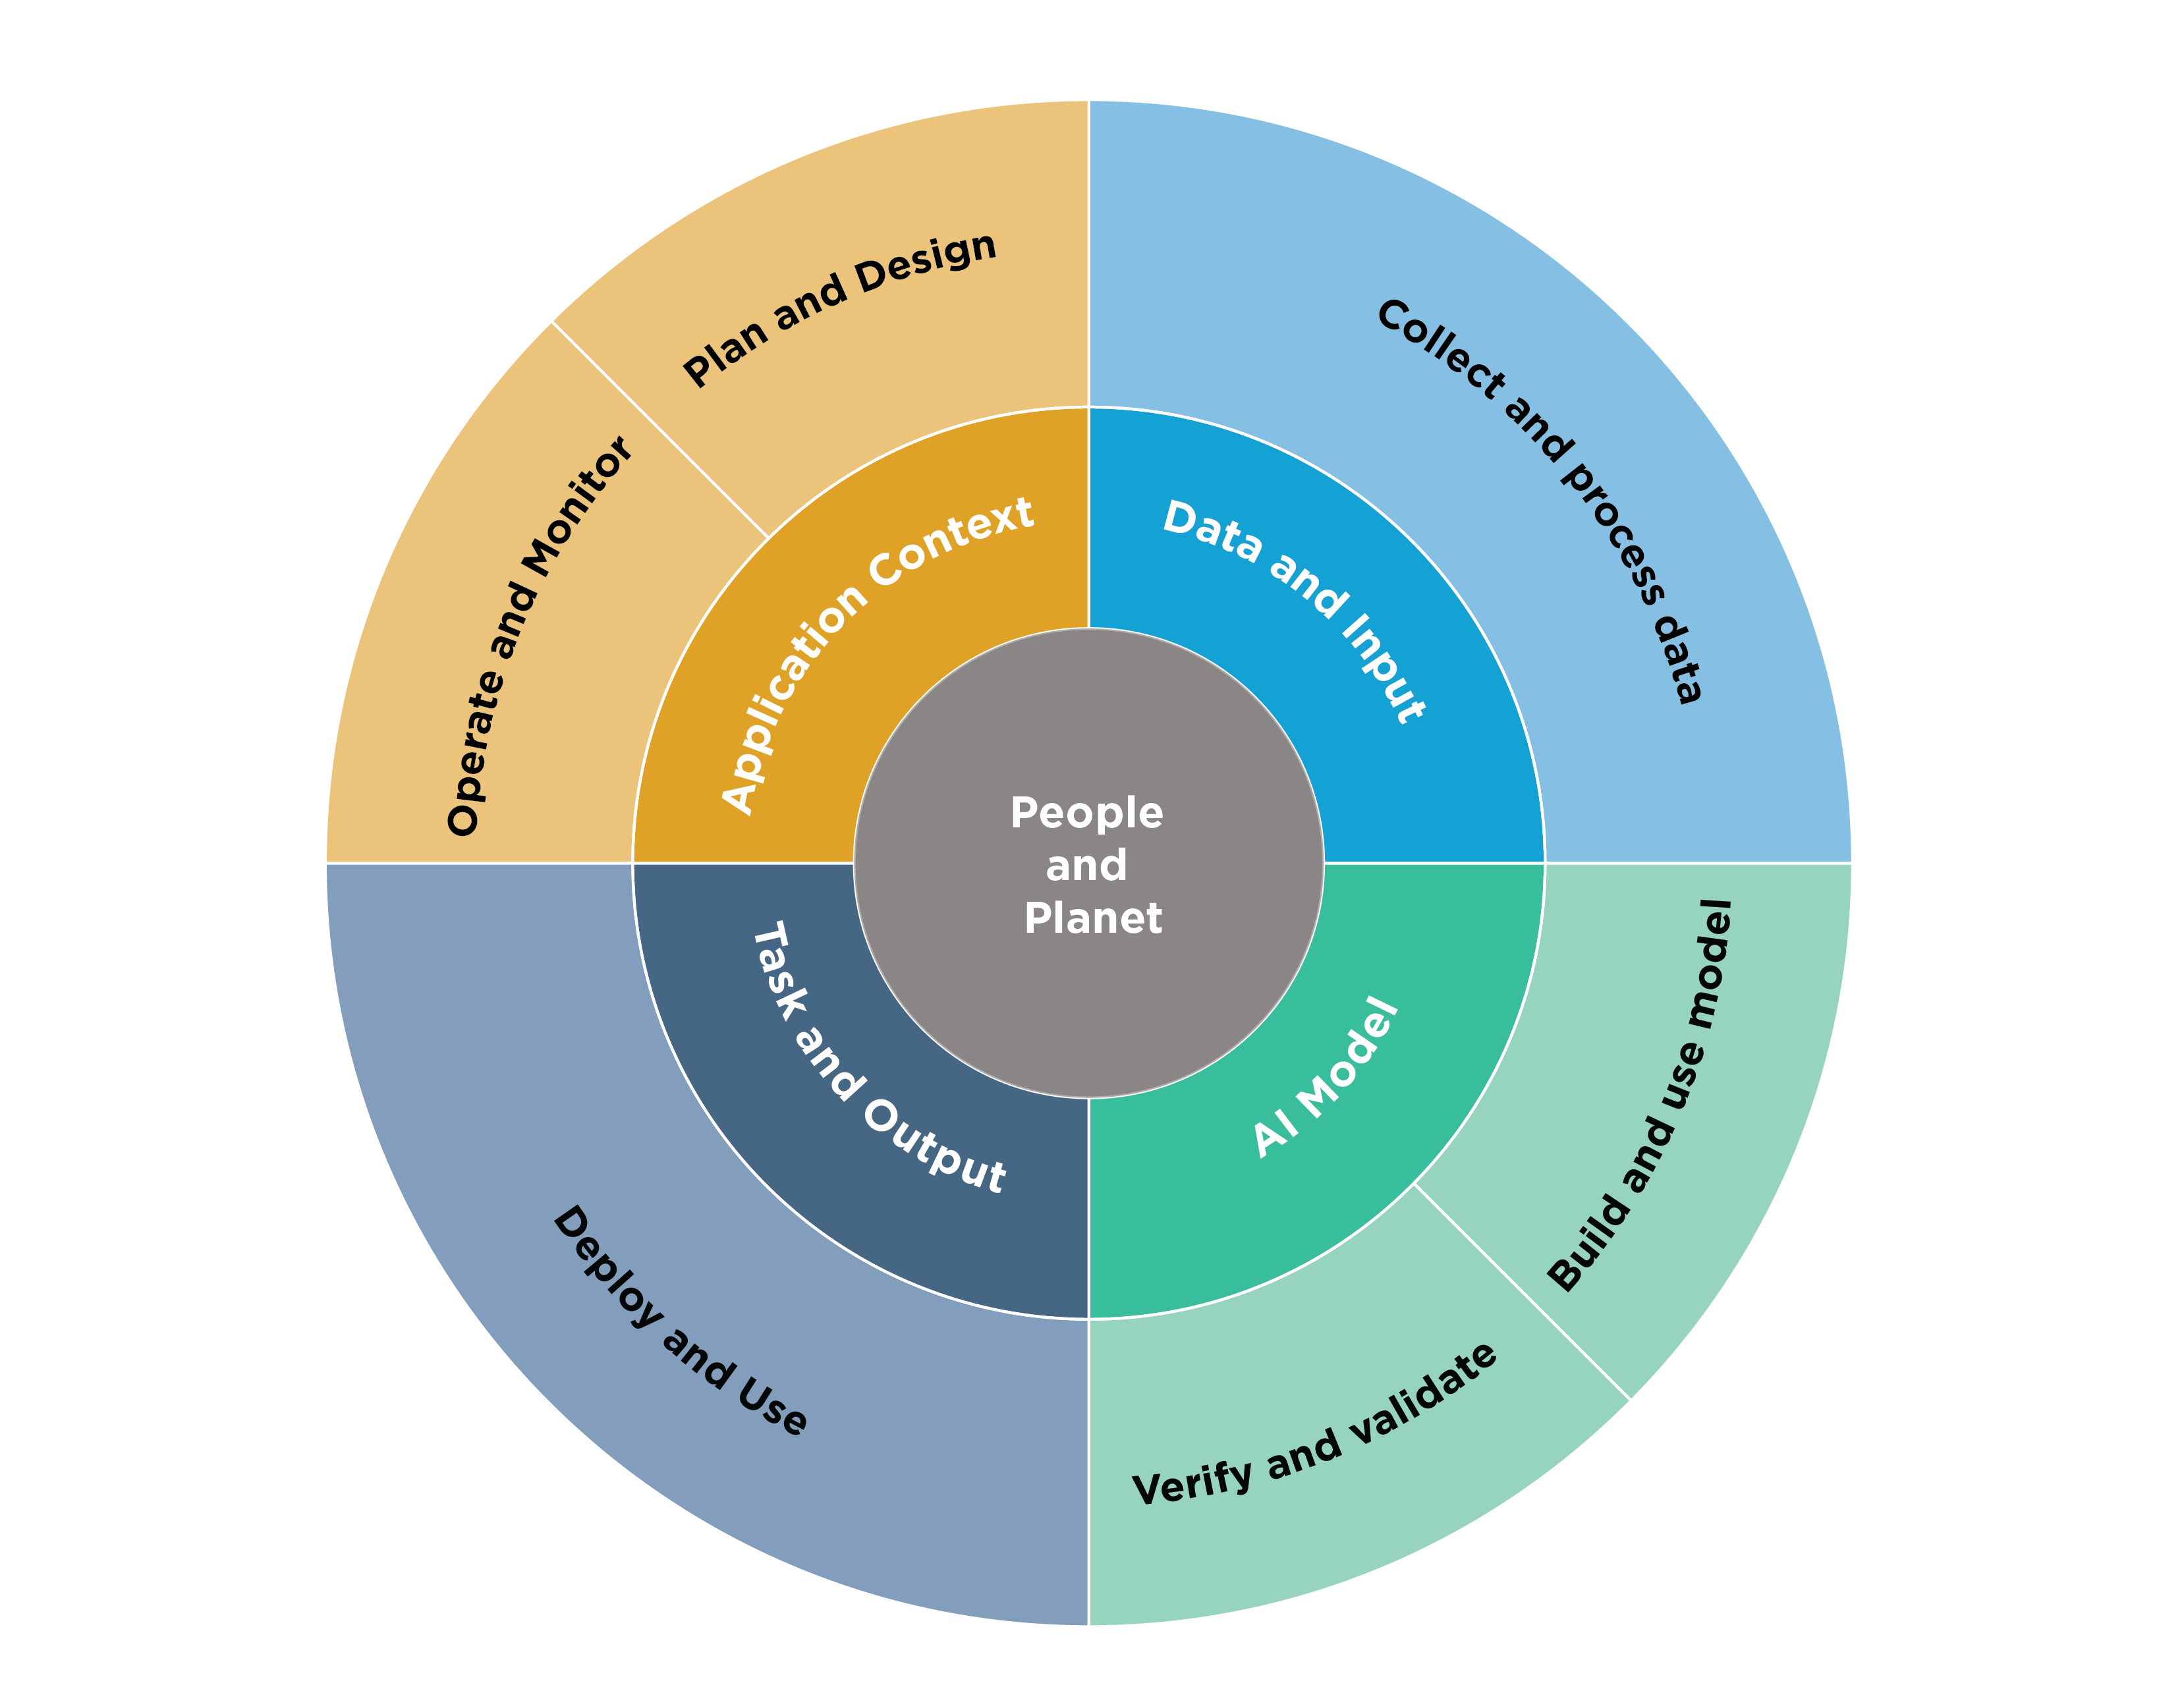 Plan and Design
Collect and process data
Operate and Monitor
Application Context
Data and Input
People
and
Planet
Task and Output
AI Model
Build and use model
Deploy and Use
Verify and validate